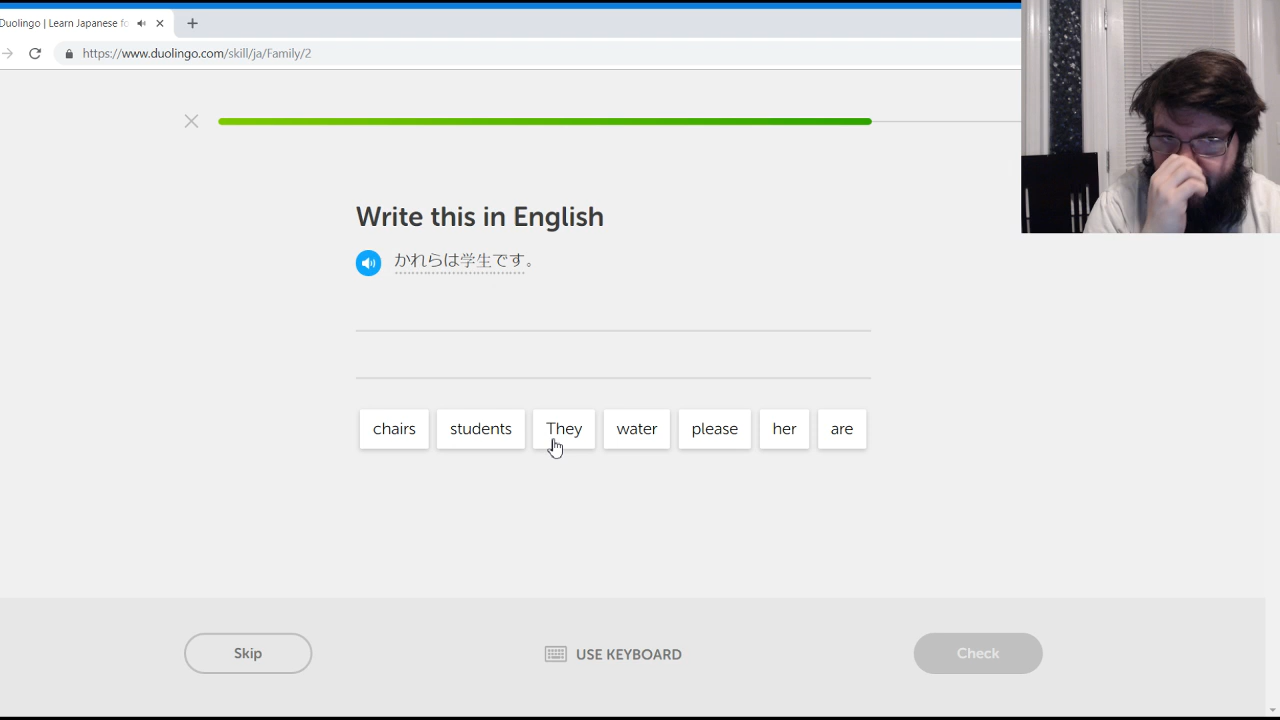 Duolingo | Learn Japanese fo
https://www.duolingo.com/skill/ja/Family/2
Write this in English
かれらは学生です。
chairs students They water please her are
Skip USE KEYBOARD Check